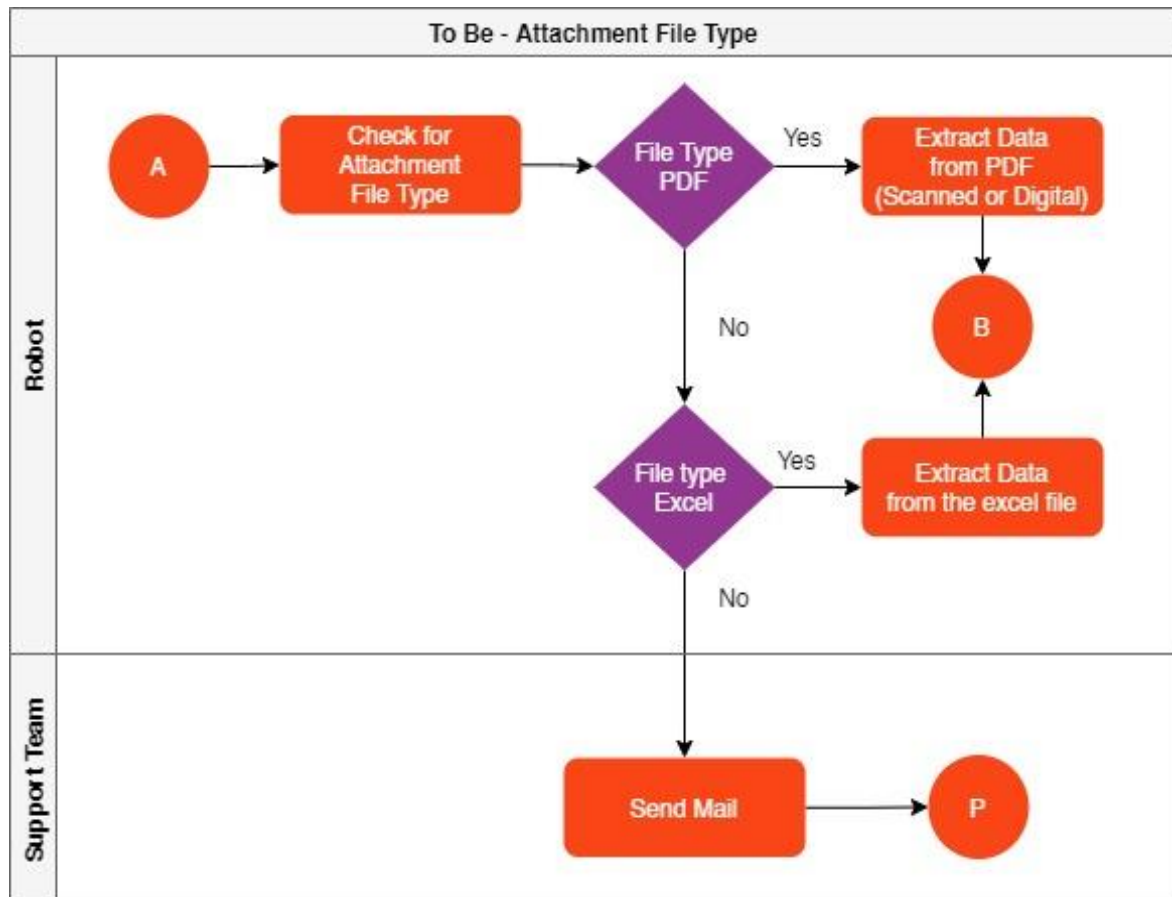 To Be - Attachment File Type
Robot
A
Check for
Attachment
File Type
File Type
PDF
Yes
Extract Data
from PDF
(Scanned or Digital)
No
B
File type
Excel
Yes
Extract Data
from the excel file
No
Support Team
Send Mail
P